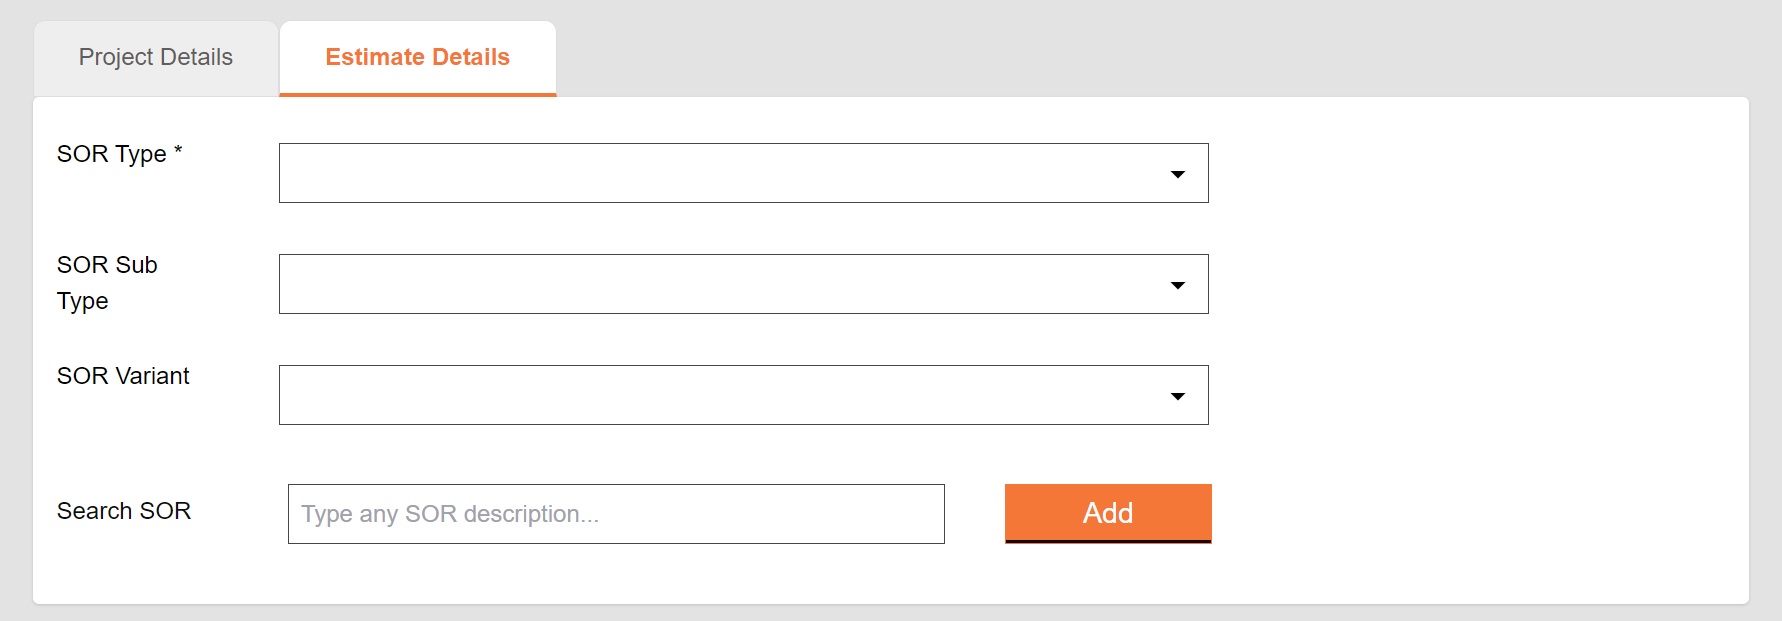 Project Details
Estimate Details
SOR Type *
SOR Sub
Type
SOR Variant
Search SOR
Type any SOR description...
Add